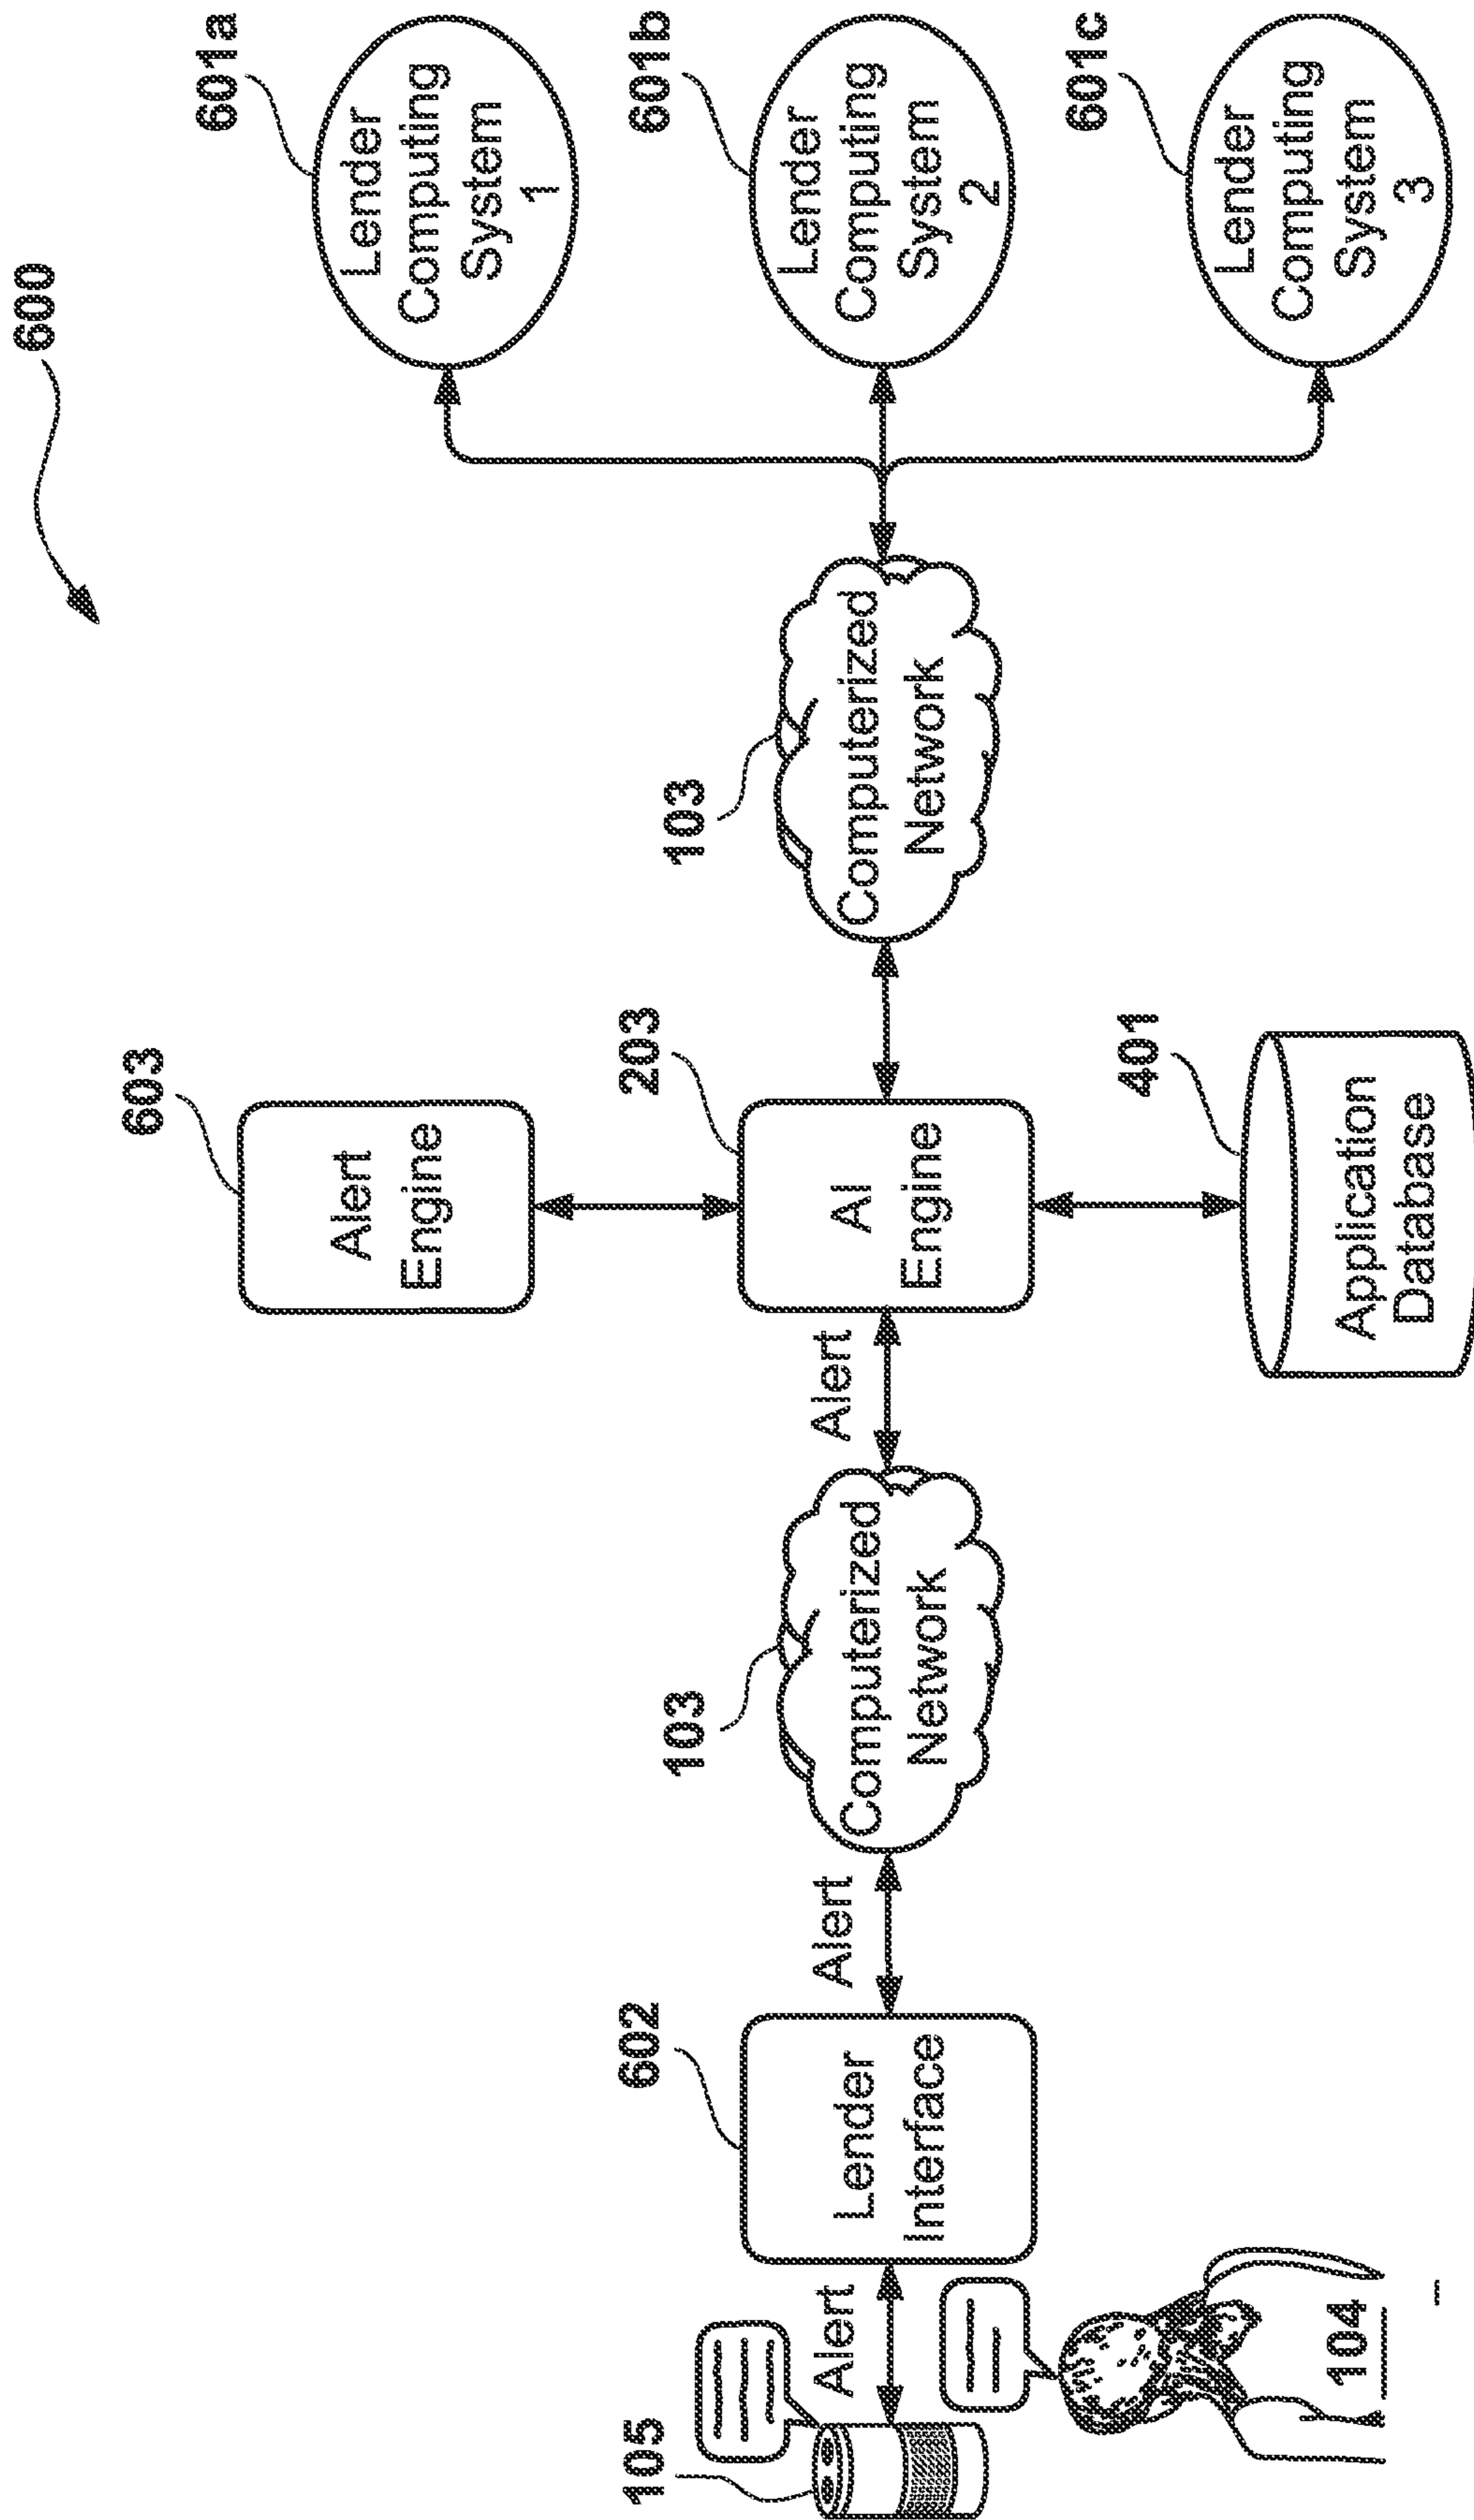 600
601a
Lender
Computing
System
1
601b
Lender
Computing
System
2
601c
Lender
Computing
System
3
103
Computerized
Network
603
Alert
Engine
203
AI
Engine
401
Application
Database
Alert
103
Computerized
Network
Alert
602
Lender
Interface
Alert
105
104